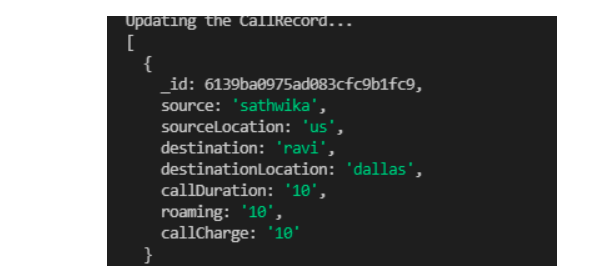 Updating the CallRecord...
[
{
_id: 6139ba0975ad083cfc9b1fc9,
source: 'sathwika',
sourceLocation: 'us',
destination: 'ravi',
destinationLocation: 'dallas',
callDuration: '10',
roaming: '10',
callCharge: '10'
}